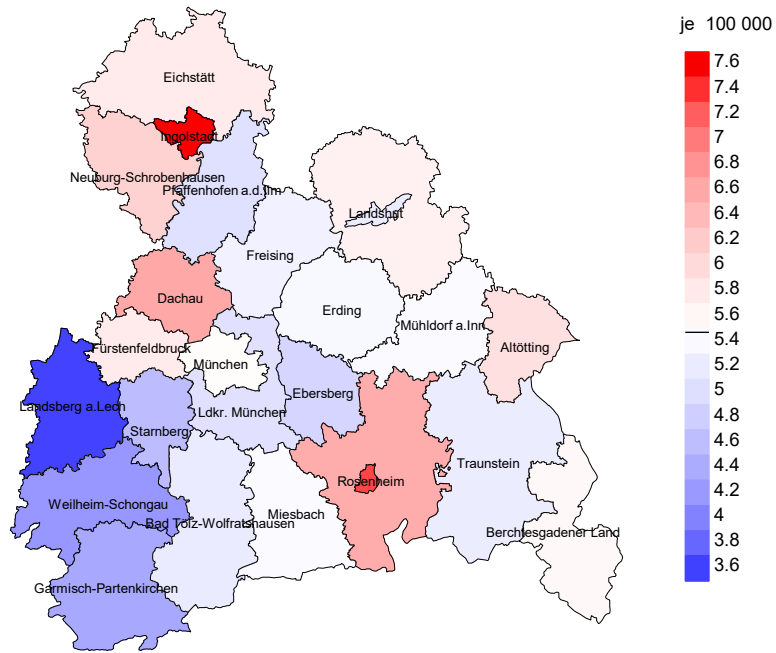 je 100 000
7.6
7.4
7.2
7
6.8
6.6
6.4
6.2
6
5.8
5.6
5.4
5.2
5
4.8
4.6
4.4
4.2
4
3.8
3.6
Eichstätt
Ingolstadt
Neuburg-Schrobenhausen
Pfaffenhofen a.d.Ilm
Landshut
Freising
Dachau
Erding
Mühldorf a.Inn
Fürstenfeldbruck
Altötting
München
Ebersberg
Landsberg a.Lech
Ldkr. München
Starnberg
Traunstein
Rosenheim
Weilheim-Schongau
Miesbach
Bad Tölz-Wolfratshausen
Berchtesgadener Land
Garmisch-Partenkirchen